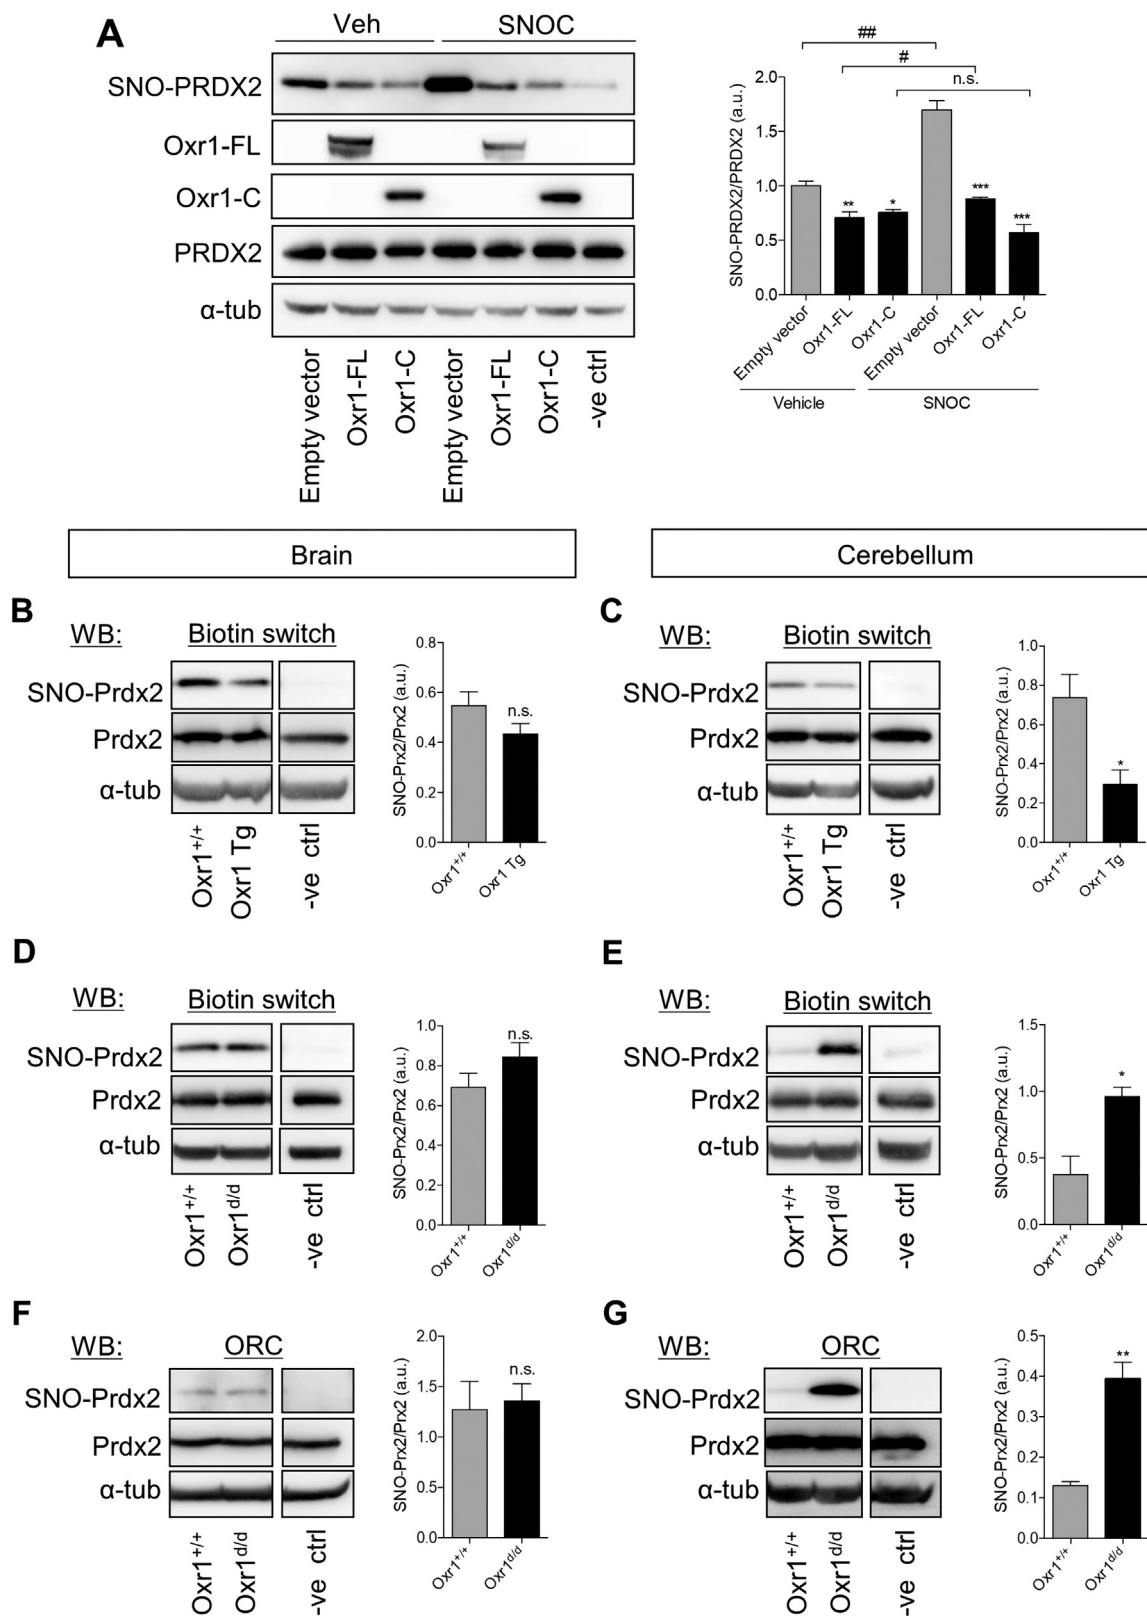 A
Veh SNOC
SNO-PRDX2
Oxr1-FL
Oxr1-C
PRDX2
α-tub
Empty vector
Oxr1-FL
Oxr1-C
Empty vector
Oxr1-FL
Oxr1-C
-ve ctrl
##
#
n.s.
SNO-PRDX2/PRDX2 (a.u.)
2.0
1.5
1.0
0.5
0.0
** * *** ***
Empty vector
Oxr1-FL
Oxr1-C
Empty vector
Oxr1-FL
Oxr1-C
Vehicle SNOC
Brain
Cerebellum
B
WB: Biotin switch
SNO-Prdx2
Prdx2
α-tub
Oxr1+/+
Oxr1 Tg
-ve ctrl
SNO-Prx2/Prx2 (a.u.)
0.8
0.6
0.4
0.2
0.0
n.s.
Oxr1+/+
Oxr1 Tg
C
WB: Biotin switch
SNO-Prdx2
Prdx2
α-tub
Oxr1+/+
Oxr1 Tg
-ve ctrl
SNO-Prx2/Prx2 (a.u.)
1.0
0.8
0.6
0.4
0.2
0.0
*
Oxr1+/+
Oxr1 Tg
D
WB: Biotin switch
SNO-Prdx2
Prdx2
α-tub
Oxr1+/+
Oxr1d/d
-ve ctrl
SNO-Prx2/Prx2 (a.u.)
1.0
0.8
0.6
0.4
0.2
0.0
n.s.
Oxr1+/+
Oxr1d/d
E
WB: Biotin switch
SNO-Prdx2
Prdx2
α-tub
Oxr1+/+
Oxr1d/d
-ve ctrl
SNO-Prx2/Prx2 (a.u.)
1.5
1.0
0.5
0.0
*
Oxr1+/+
Oxr1d/d
F
WB: ORC
SNO-Prdx2
Prdx2
α-tub
Oxr1+/+
Oxr1d/d
-ve ctrl
SNO-Prx2/Prx2 (a.u.)
2.0
1.5
1.0
0.5
0.0
n.s.
Oxr1+/+
Oxr1d/d
G
WB: ORC
SNO-Prdx2
Prdx2
α-tub
Oxr1+/+
Oxr1d/d
-ve ctrl
SNO-Prx2/Prx2 (a.u.)
0.5
0.4
0.3
0.2
0.1
0.0
**
Oxr1+/+
Oxr1d/d